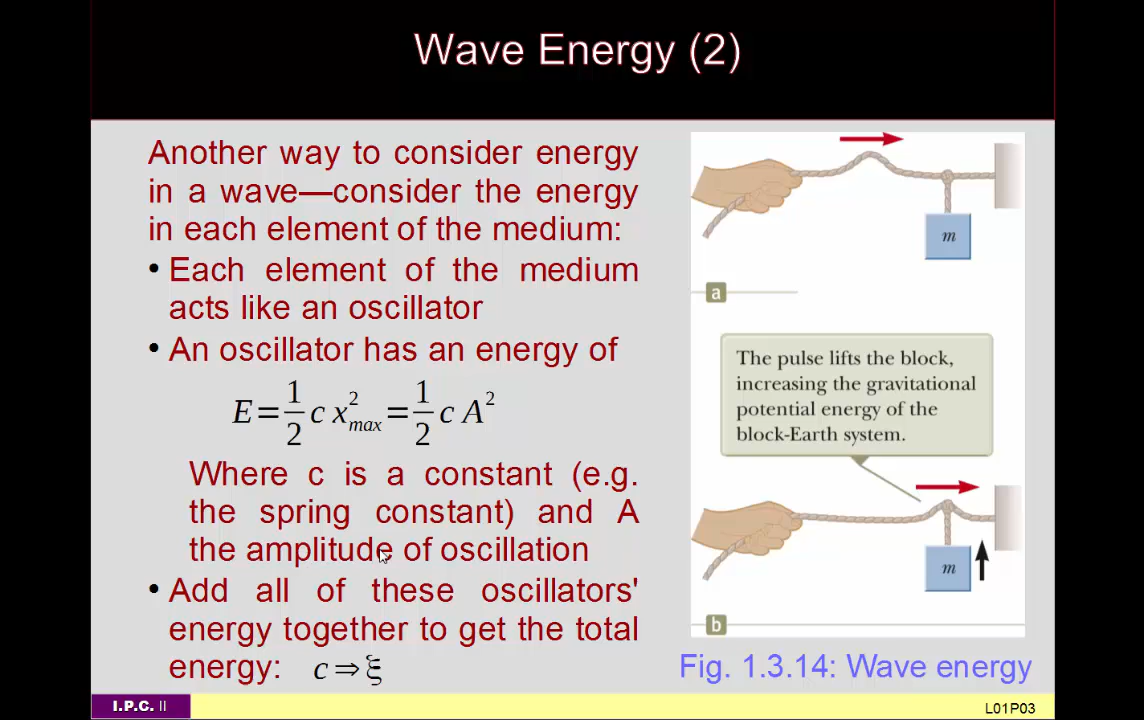 Wave Energy (2)
Another way to consider energy
in a wave—consider the energy
in each element of the medium:
• Each element of the medium
acts like an oscillator
• An oscillator has an energy of
E = 1/2 c x²max = 1/2 c A²
Where c is a constant (e.g.
the spring constant) and A
the amplitude of oscillation
• Add all of these oscillators'
energy together to get the total
energy: c ⇒ ξ
m
a
The pulse lifts the block,
increasing the gravitational
potential energy of the
block-Earth system.
m
b
Fig. 1.3.14: Wave energy
I.P.C. II
L01P03